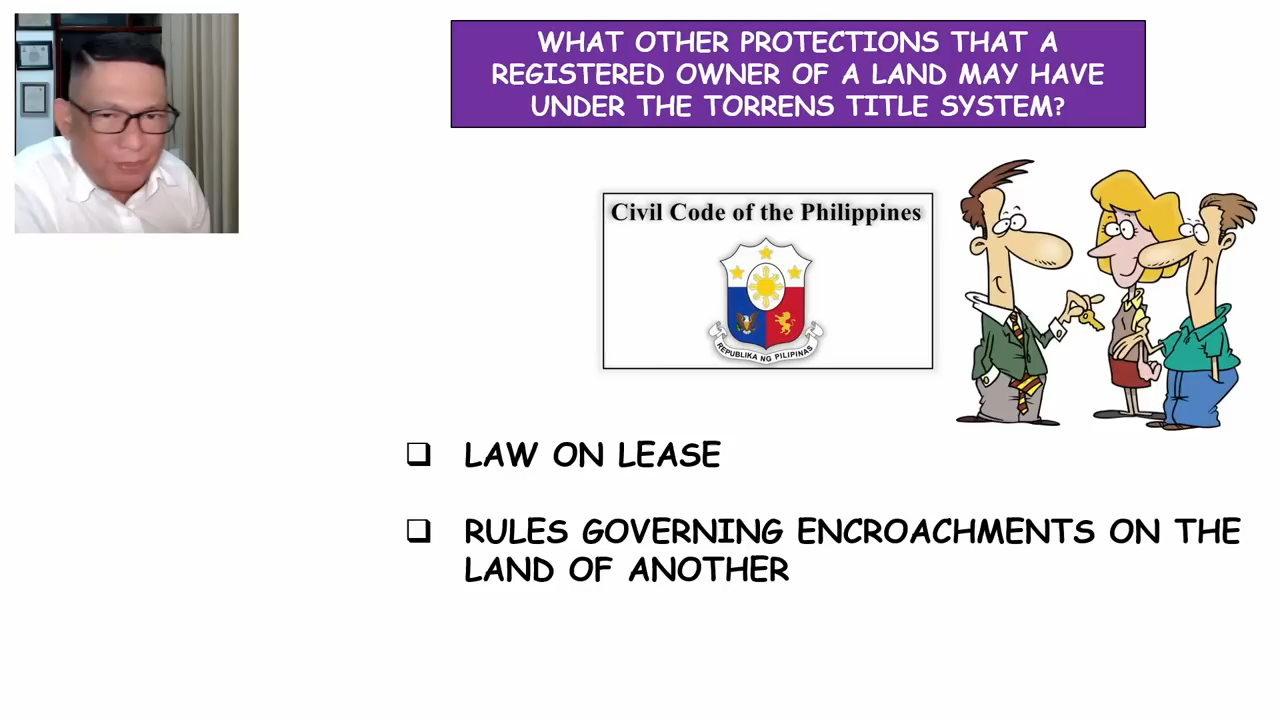 WHAT OTHER PROTECTIONS THAT A
REGISTERED OWNER OF A LAND MAY HAVE
UNDER THE TORRENS TITLE SYSTEM?
Civil Code of the Philippines
REPUBLIKA NG PILIPINAS
LAW ON LEASE
RULES GOVERNING ENCROACHMENTS ON THE
LAND OF ANOTHER